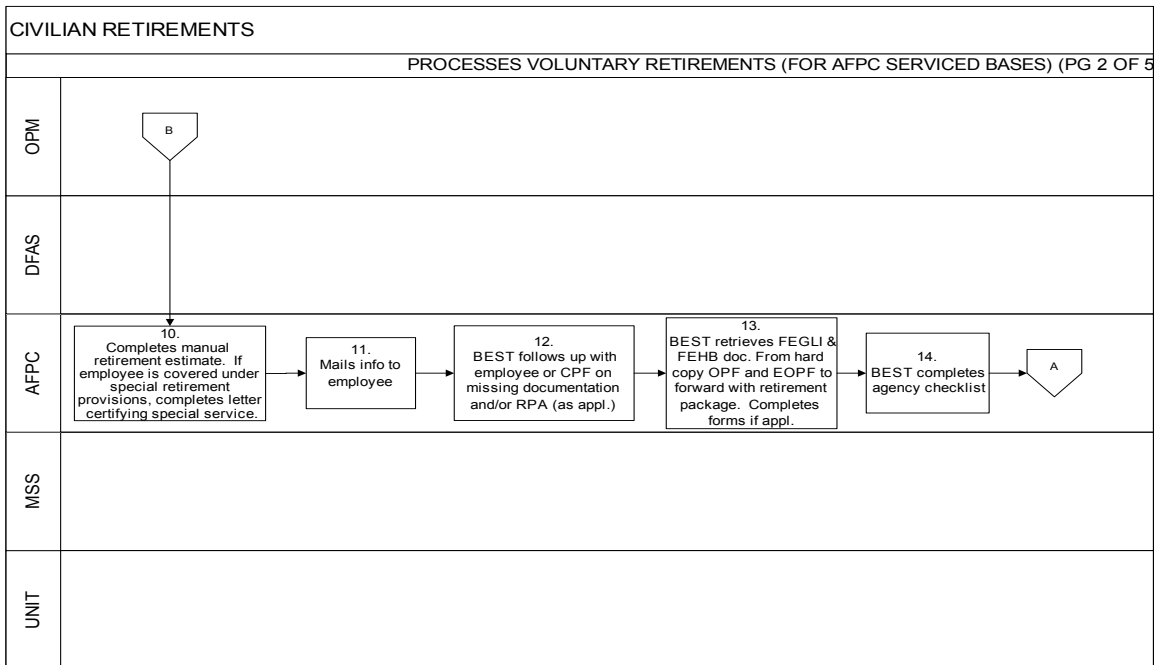 CIVILIAN RETIREMENTS
PROCESSES VOLUNTARY RETIREMENTS (FOR AFPC SERVICED BASES) (PG 2 OF 5
OPM
B
DFAS
AFPC
10.
Completes manual
retirement estimate. If
employee is covered under
special retirement
provisions, completes letter
certifying special service.
11.
Mails info to
employee
12.
BEST follows up with
employee or CPF on
missing documentation
and/or RPA (as appl.)
13.
BEST retrieves FEGLI &
FEHB doc. From hard
copy OPF and EOPF to
forward with retirement
package. Completes
forms if appl.
14.
BEST completes
agency checklist
A
MSS
UNIT